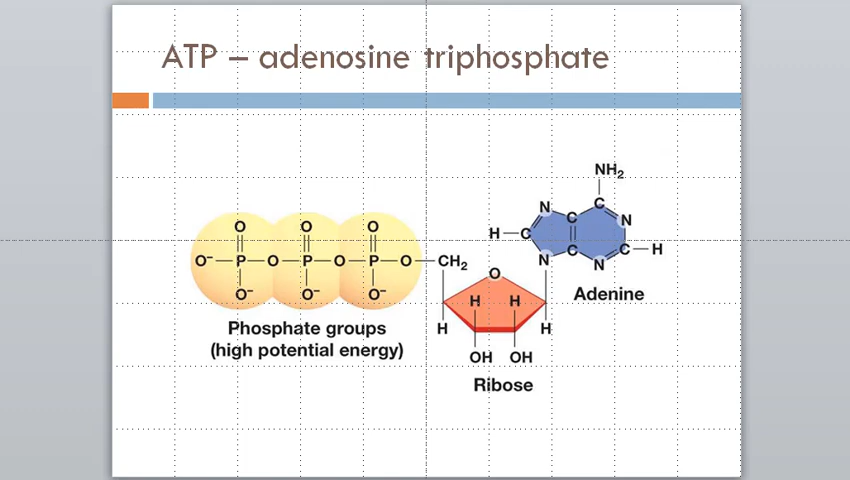 ATP – adenosine triphosphate
NH₂
N C N
H–C C C–H
N C N
Adenine
O O O
O⁻–P–O–P–O–P–O–CH₂
O⁻ O⁻ O⁻
O
H H
H H
OH OH
Phosphate groups
(high potential energy)
Ribose